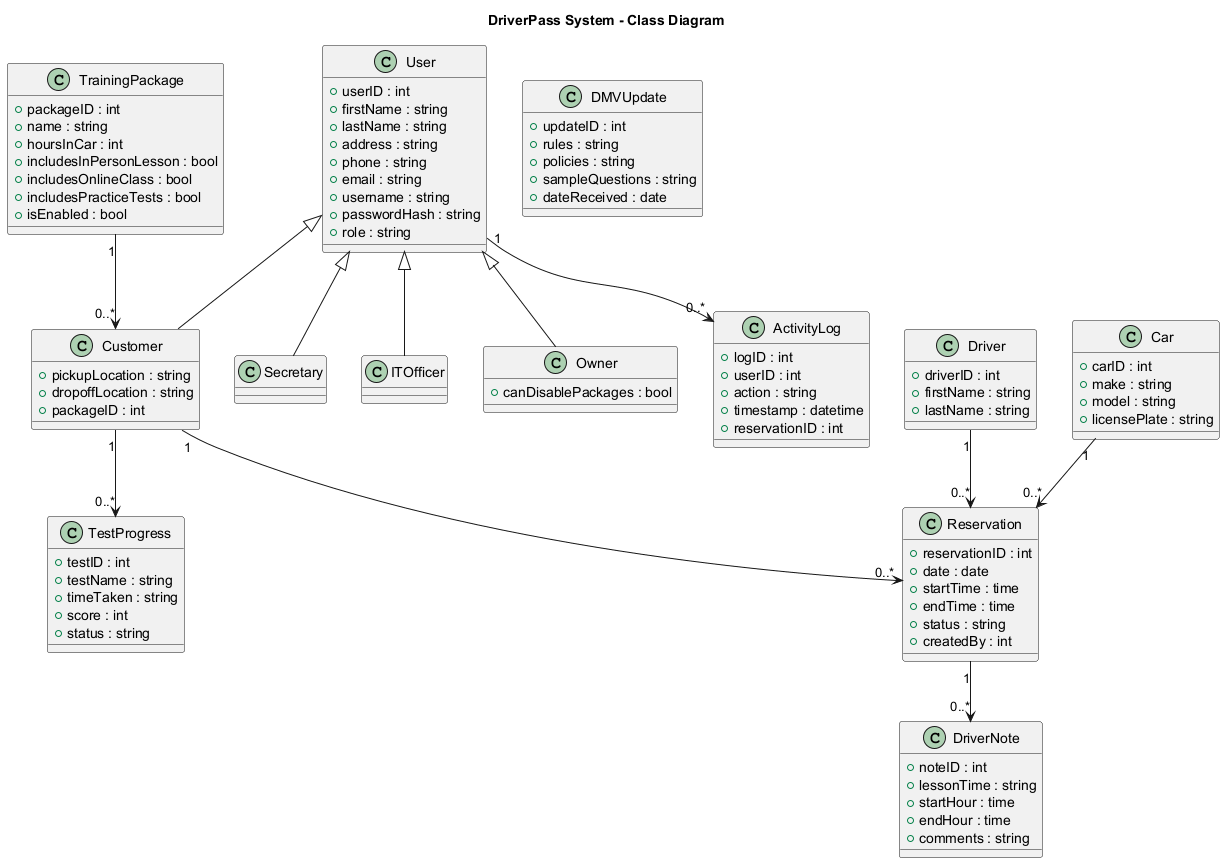 DriverPass System - Class Diagram
C TrainingPackage
packageID : int
name : string
hoursInCar : int
includesInPersonLesson : bool
includesOnlineClass : bool
includesPracticeTests : bool
isEnabled : bool
C User
userID : int
firstName : string
lastName : string
address : string
phone : string
email : string
username : string
passwordHash : string
role : string
C DMVUpdate
updateID : int
rules : string
policies : string
sampleQuestions : string
dateReceived : date
1
0..*
1
0..*
C Customer
pickupLocation : string
dropoffLocation : string
packageID : int
C Secretary
C ITOfficer
C Owner
canDisablePackages : bool
C ActivityLog
logID : int
userID : int
action : string
timestamp : datetime
reservationID : int
C Driver
driverID : int
firstName : string
lastName : string
C Car
carID : int
make : string
model : string
licensePlate : string
1
0..*
1
0..*
1
0..*
1
0..*
C TestProgress
testID : int
testName : string
timeTaken : string
score : int
status : string
C Reservation
reservationID : int
date : date
startTime : time
endTime : time
status : string
createdBy : int
1
0..*
C DriverNote
noteID : int
lessonTime : string
startHour : time
endHour : time
comments : string